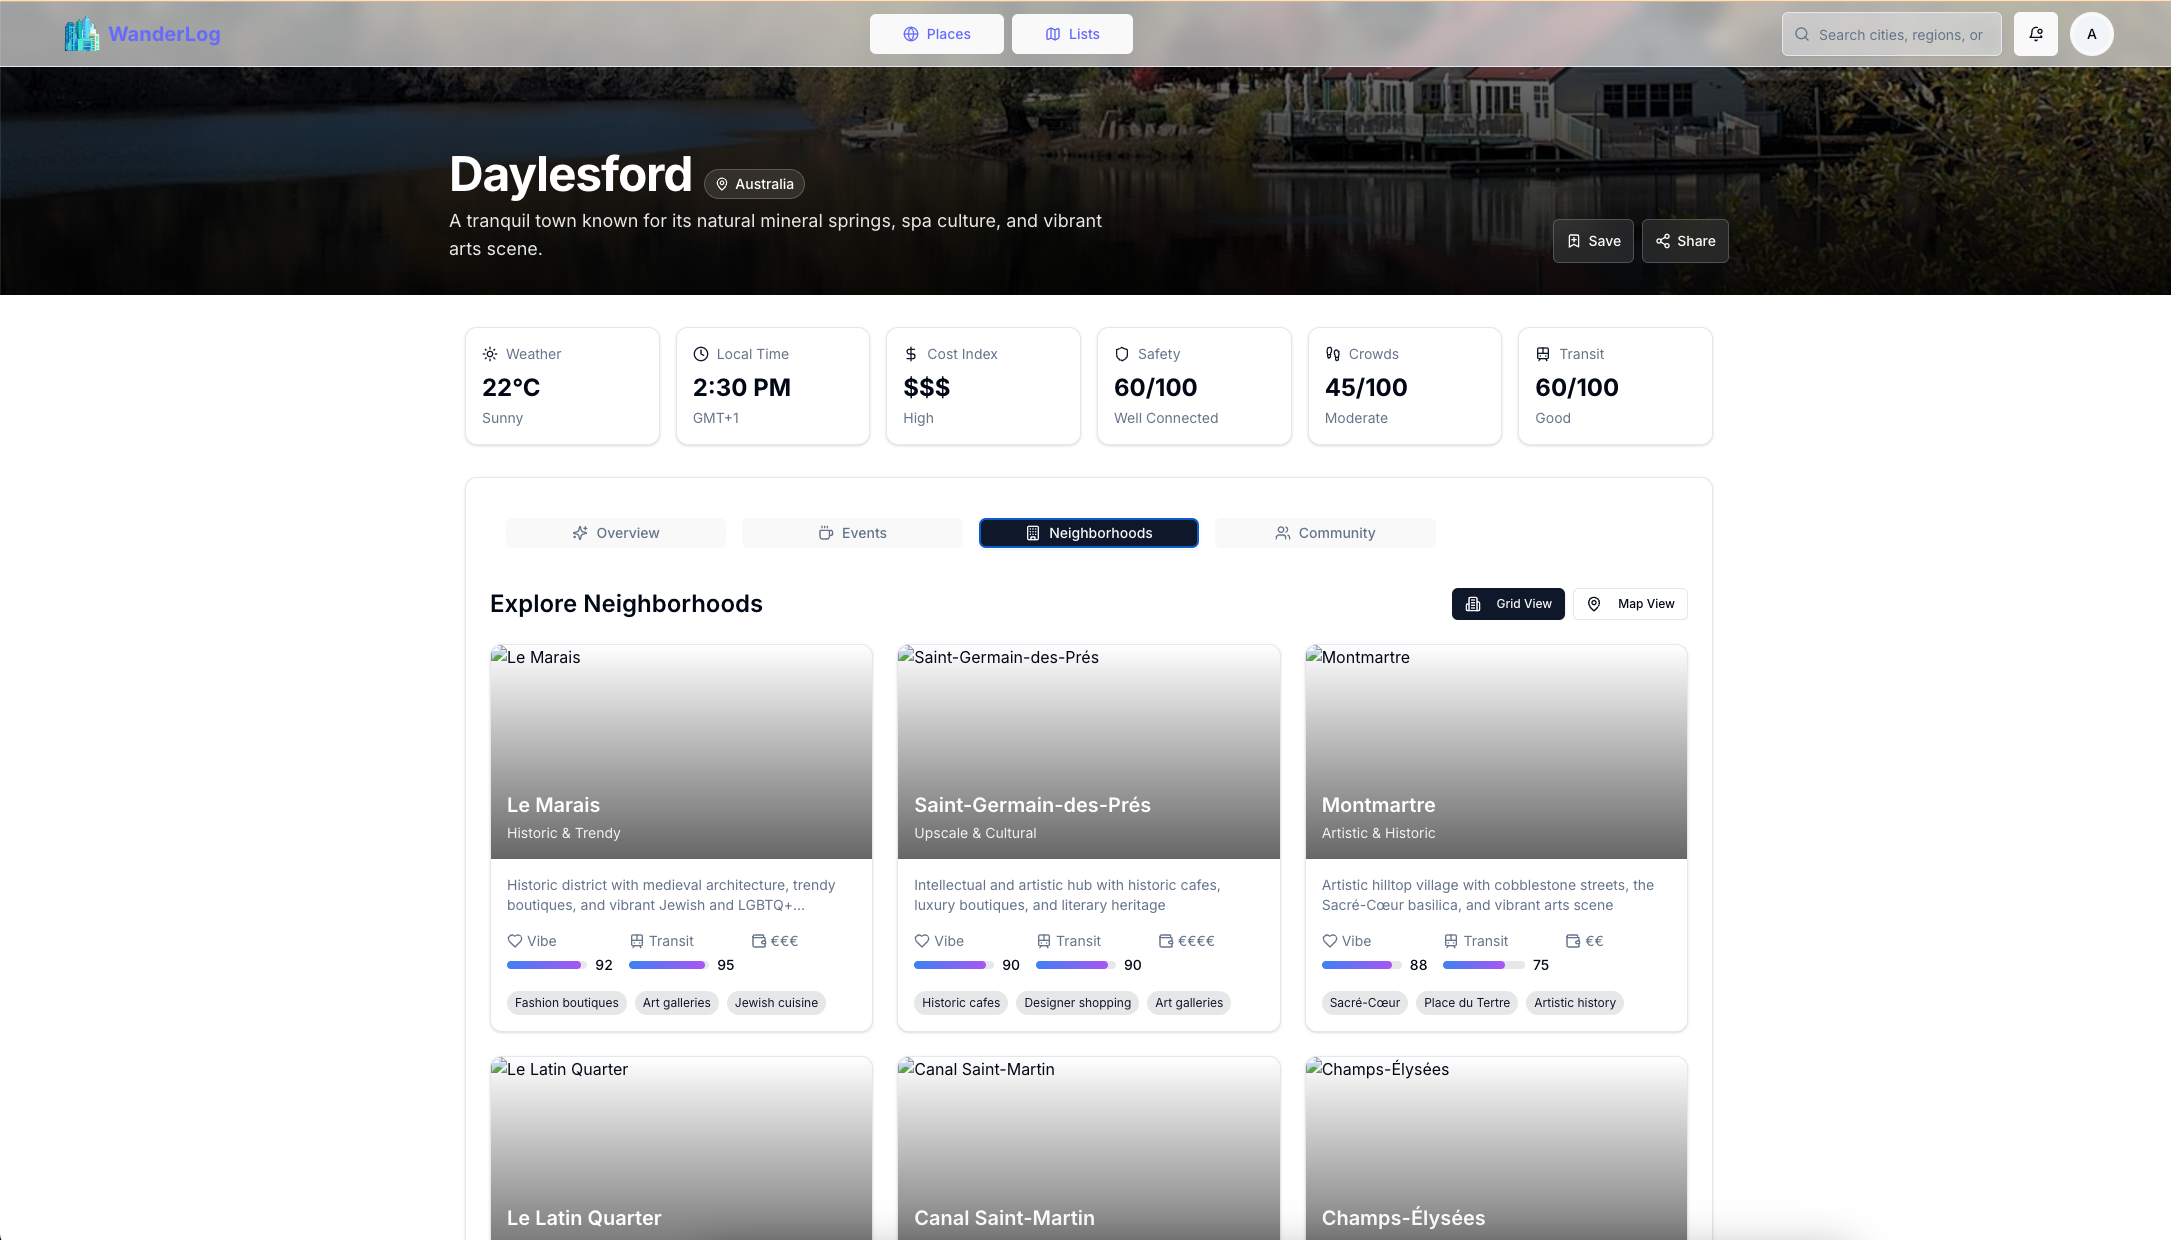 WanderLog
Places
Lists
Search cities, regions, or
A
Daylesford
Australia
A tranquil town known for its natural mineral springs, spa culture, and vibrant
arts scene.
Save
Share
Weather
22°C
Sunny
Local Time
2:30 PM
GMT+1
Cost Index
$$$
High
Safety
60/100
Well Connected
Crowds
45/100
Moderate
Transit
60/100
Good
Overview
Events
Neighborhoods
Community
Explore Neighborhoods
Grid View
Map View
Le Marais
Le Marais
Historic & Trendy
Historic district with medieval architecture, trendy
boutiques, and vibrant Jewish and LGBTQ+...
Vibe
Transit
€€€
92
95
Fashion boutiques
Art galleries
Jewish cuisine
Saint-Germain-des-Prés
Saint-Germain-des-Prés
Upscale & Cultural
Intellectual and artistic hub with historic cafes,
luxury boutiques, and literary heritage
Vibe
Transit
€€€€
90
90
Historic cafes
Designer shopping
Art galleries
Montmartre
Montmartre
Artistic & Historic
Artistic hilltop village with cobblestone streets, the
Sacré-Cœur basilica, and vibrant arts scene
Vibe
Transit
€€
88
75
Sacré-Cœur
Place du Tertre
Artistic history
Le Latin Quarter
Le Latin Quarter
Canal Saint-Martin
Canal Saint-Martin
Champs-Élysées
Champs-Élysées